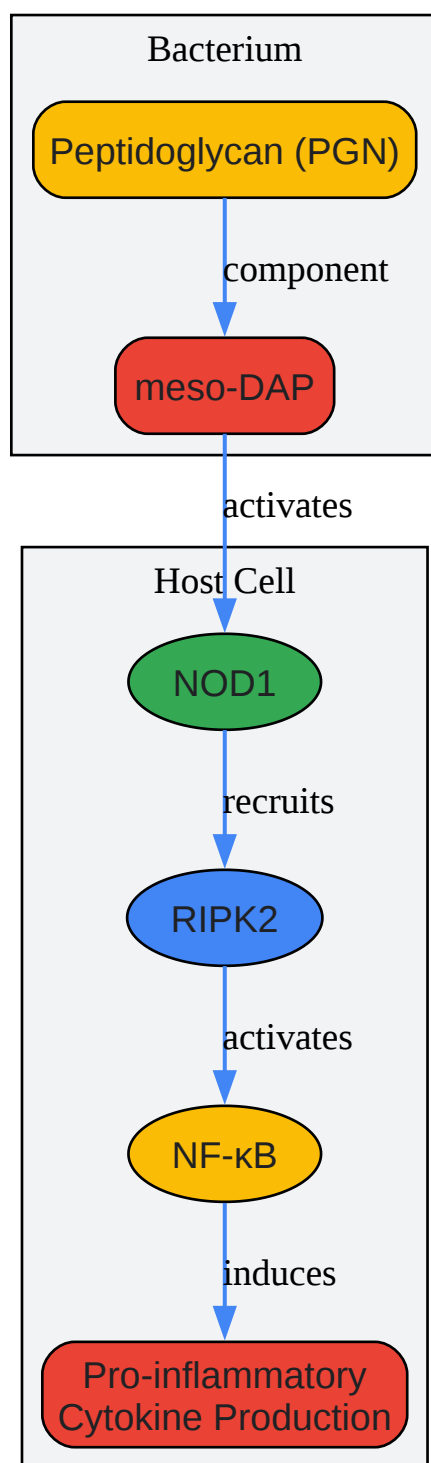 Bacterium
Peptidoglycan (PGN)
component
meso-DAP
activates
Host Cell
NOD1
recruits
RIPK2
activates
NF-κB
induces
Pro-inflammatory
Cytokine Production